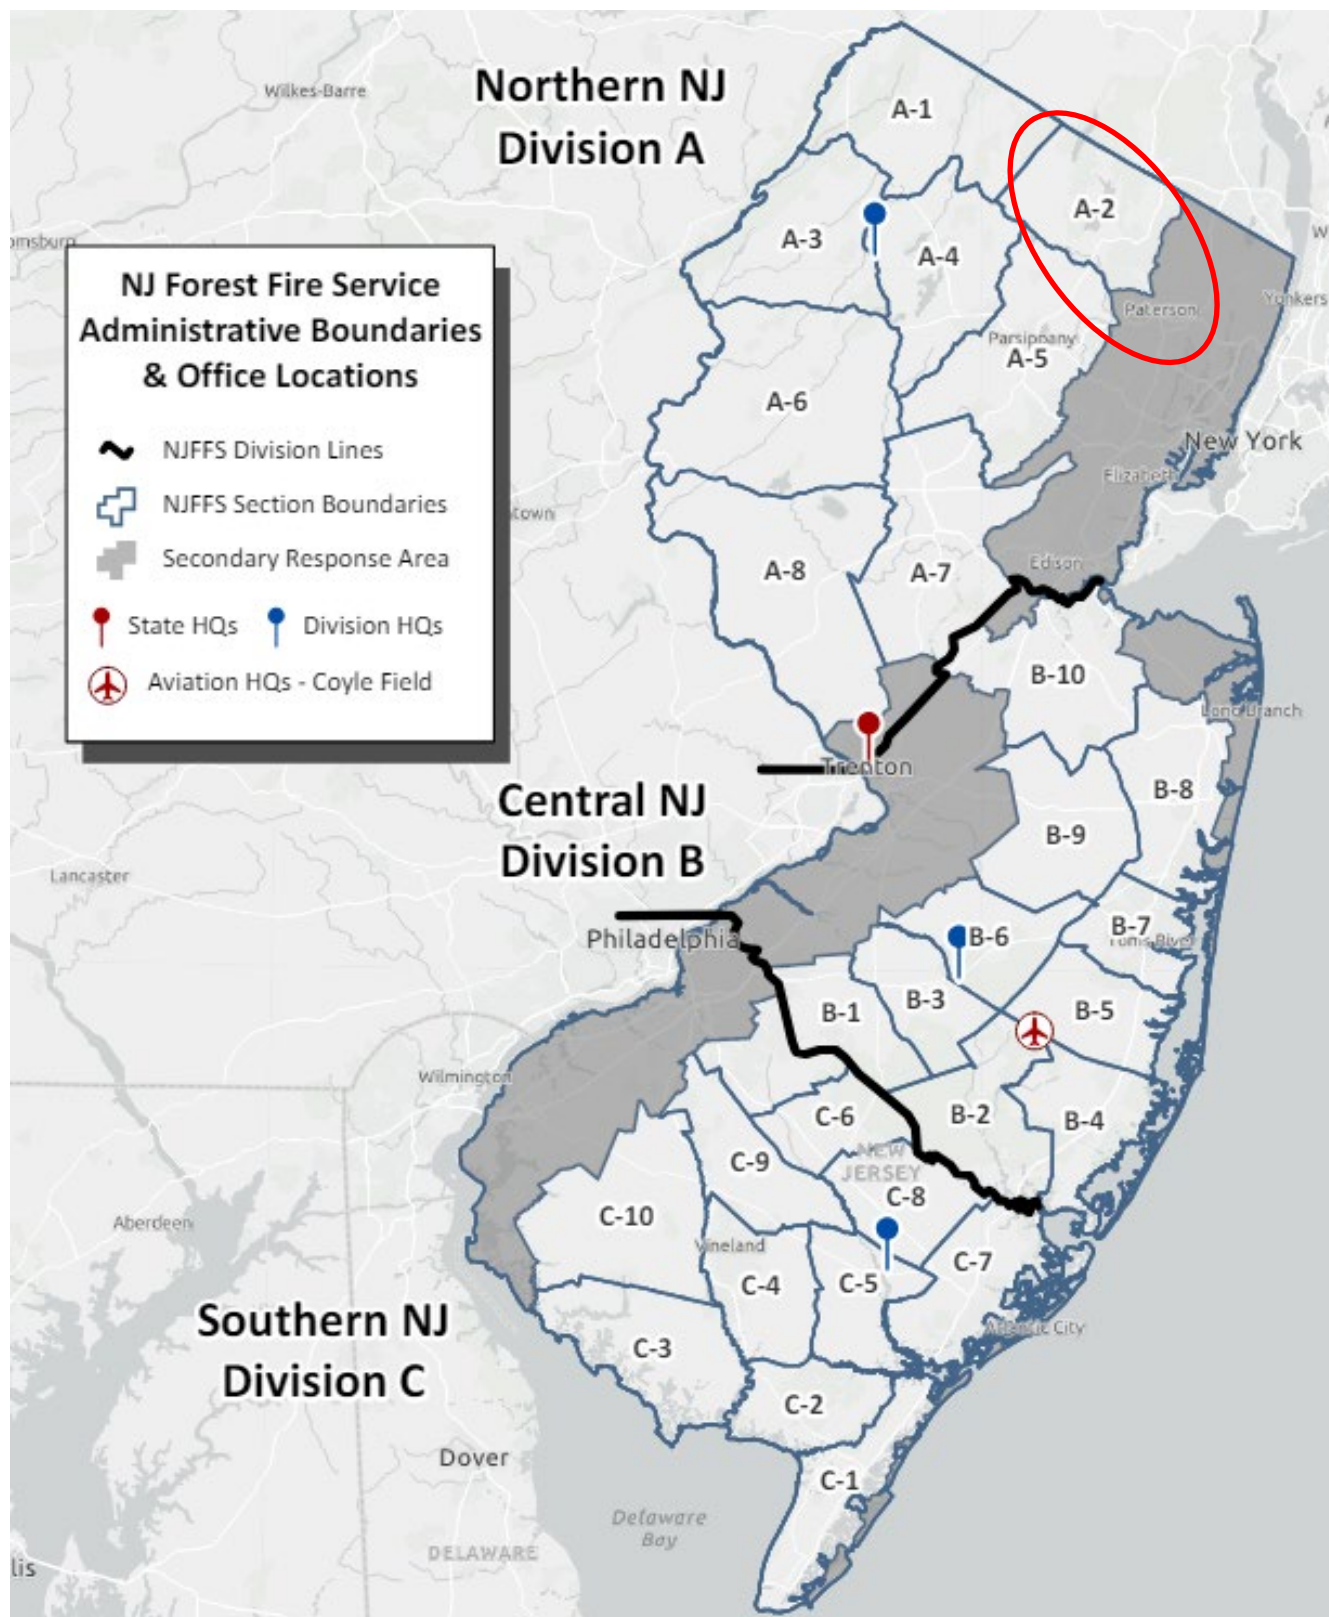 Northern NJ
Division A
Wilkes-Barre
A-1
A-2
A-3
A-4
Paterson
Yonkers
Parsippany
A-5
A-6
New York
Elizabeth
NJ Forest Fire Service
Administrative Boundaries
& Office Locations
NJFFS Division Lines
NJFFS Section Boundaries
Secondary Response Area
State HQs
Division HQs
Aviation HQs - Coyle Field
omsburg
town
W
A-8
A-7
Edison
B-10
Long Branch
Trenton
Central NJ
Division B
B-8
B-9
Lancaster
Philadelphia
B-6
B-7
Toms River
B-3
B-1
B-5
Wilmington
C-6
B-2
B-4
NEW
JERSEY
C-9
C-8
C-10
Aberdeen
Vineland
C-7
C-4
C-5
Southern NJ
Division C
Atlantic City
C-3
C-2
Dover
C-1
Delaware
Bay
DELAWARE
lis